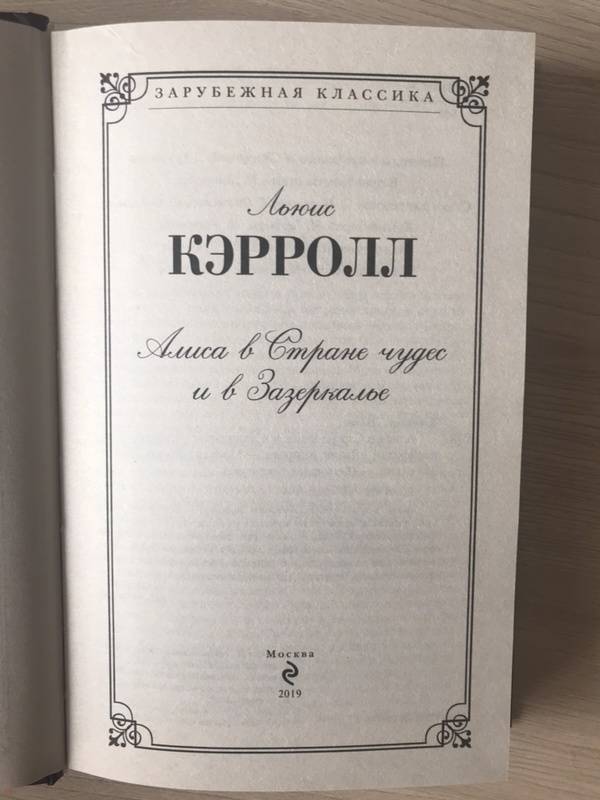 ЗАРУБЕЖНАЯ КЛАССИКА
Льюис
КЭРРОЛЛ
Алиса в Стране чудес
и в Зазеркалье
Москва
2019